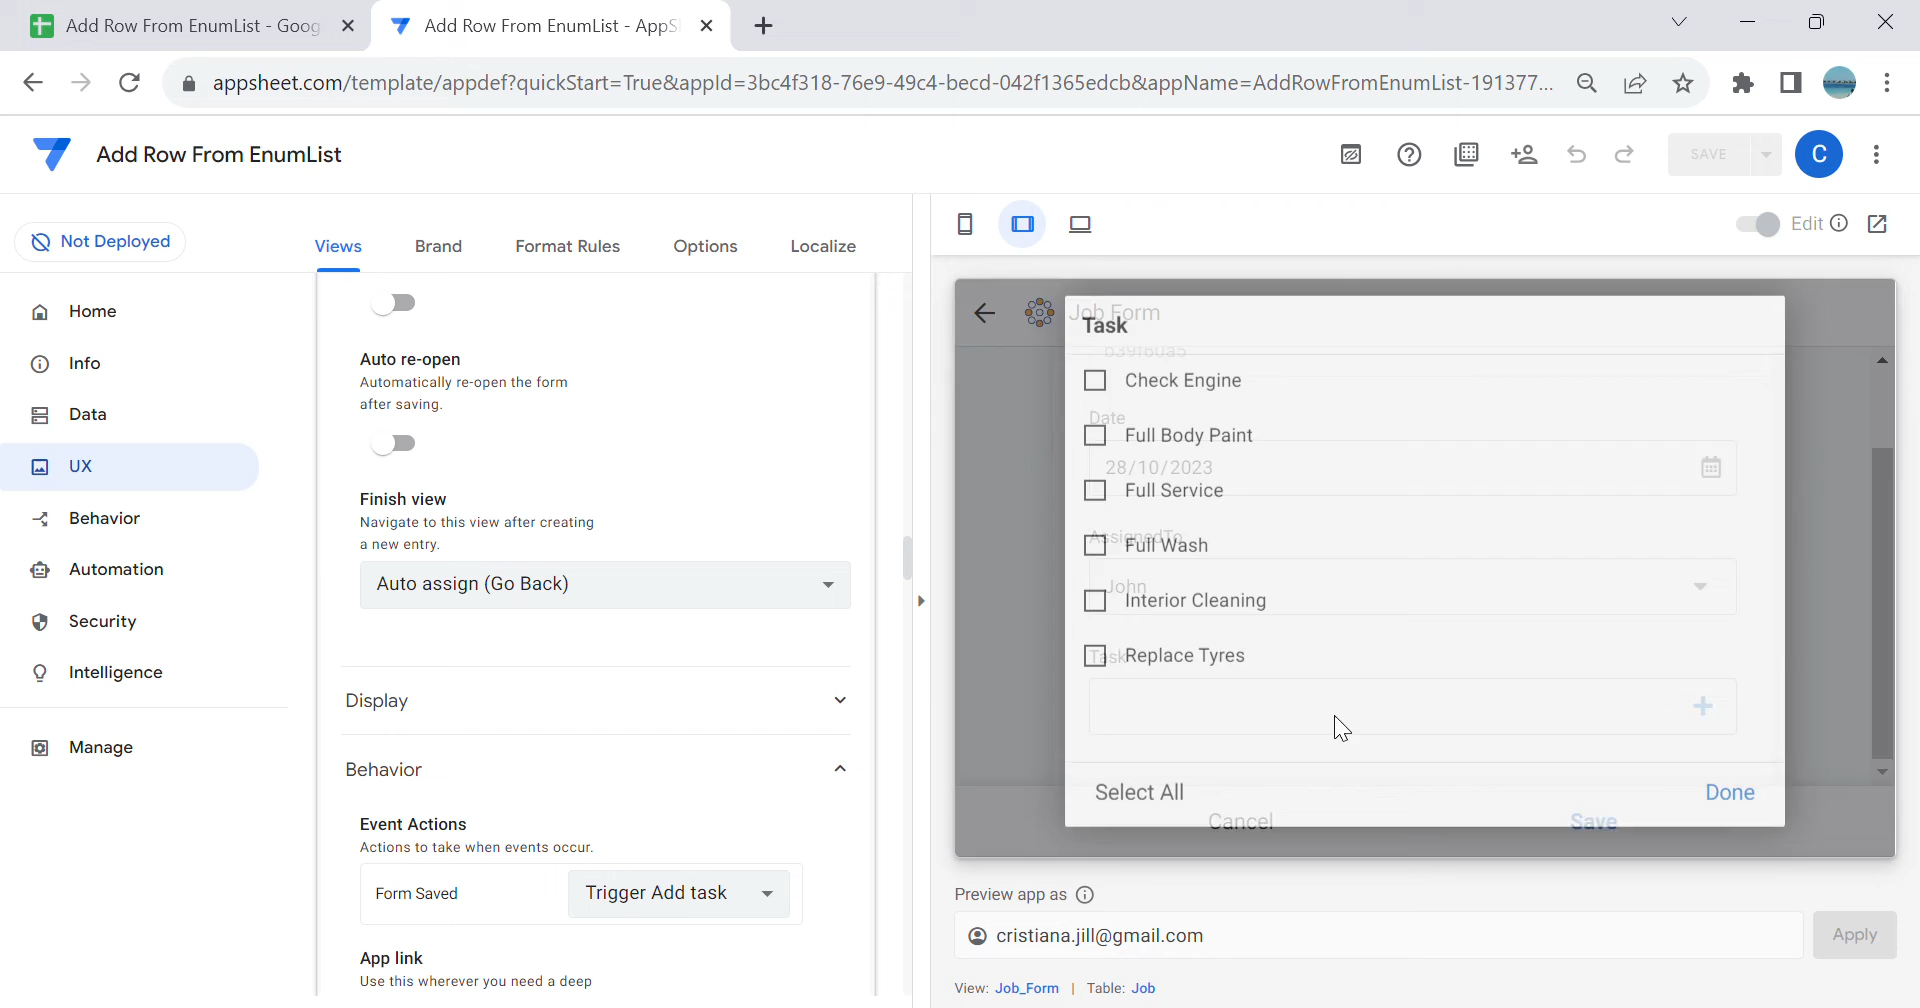 Add Row From EnumList - Goog
Add Row From EnumList - AppS
appsheet.com/template/appdef?quickStart=True&appId=3bc4f318-76e9-49c4-becd-042f1365edcb&appName=AddRowFromEnumList-191377...
Add Row From EnumList
SAVE
C
Not Deployed
Views
Brand
Format Rules
Options
Localize
Edit
Home
Info
Data
UX
Behavior
Automation
Security
Intelligence
Manage
Auto re-open
Automatically re-open the form
after saving.
Finish view
Navigate to this view after creating
a new entry.
Auto assign (Go Back)
Display
Behavior
Event Actions
Actions to take when events occur.
Form Saved
Trigger Add task
App link
Use this wherever you need a deep
Job Form
Task
b39f60a5
Check Engine
Date
Full Body Paint
28/10/2023
Full Service
AssignedTo
Full Wash
John
Interior Cleaning
Task
Replace Tyres
Select All
Done
Cancel
Save
Preview app as
cristiana.jill@gmail.com
Apply
View: Job_Form | Table: Job